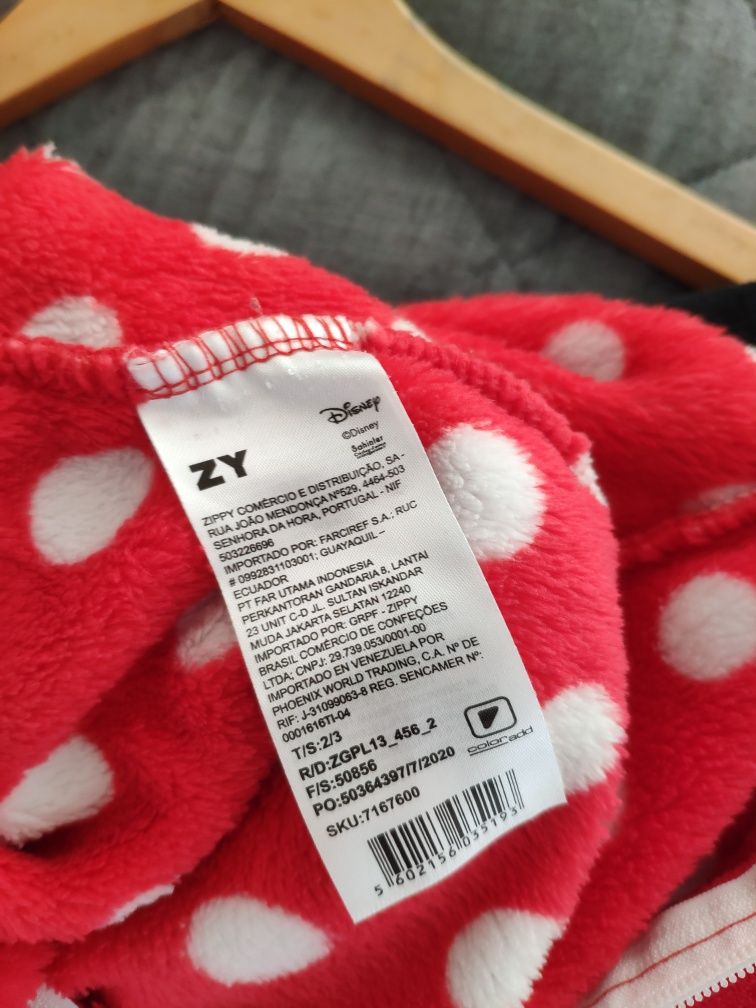 Disney
©Disney
ZY
ZIPPY COMÉRCIO E DISTRIBUIÇÃO, SA -
RUA JOÃO MENDONÇA Nº529, 4464-503
SENHORA DA HORA, PORTUGAL - NIF
503226696
IMPORTADO POR: FARCIREF S.A., RUC
# 0992831103001; GUAYAQUIL –
ECUADOR
PT FAR UTAMA INDONESIA
PERKANTORAN GANDARIA 8, LANTAI
23 UNIT C-D JL. SULTAN ISKANDAR
MUDA JAKARTA SELATAN 12240
IMPORTADO POR: GRPF - ZIPPY
BRASIL COMÉRCIO DE CONFEÇÕES
LTDA; CNPJ: 29.739.053/0001-00
IMPORTADO EN VENEZUELA POR
PHOENIX WORLD TRADING, C.A. Nº DE
RIF: J-31099063-8 REG. SENCAMER Nº:
0001616TI-04
T/S:2/3
R/D:ZGPL13_456_2
F/S:50856
PO:50364397/7/2020
SKU:7167600
coloradd
5 602156 035193